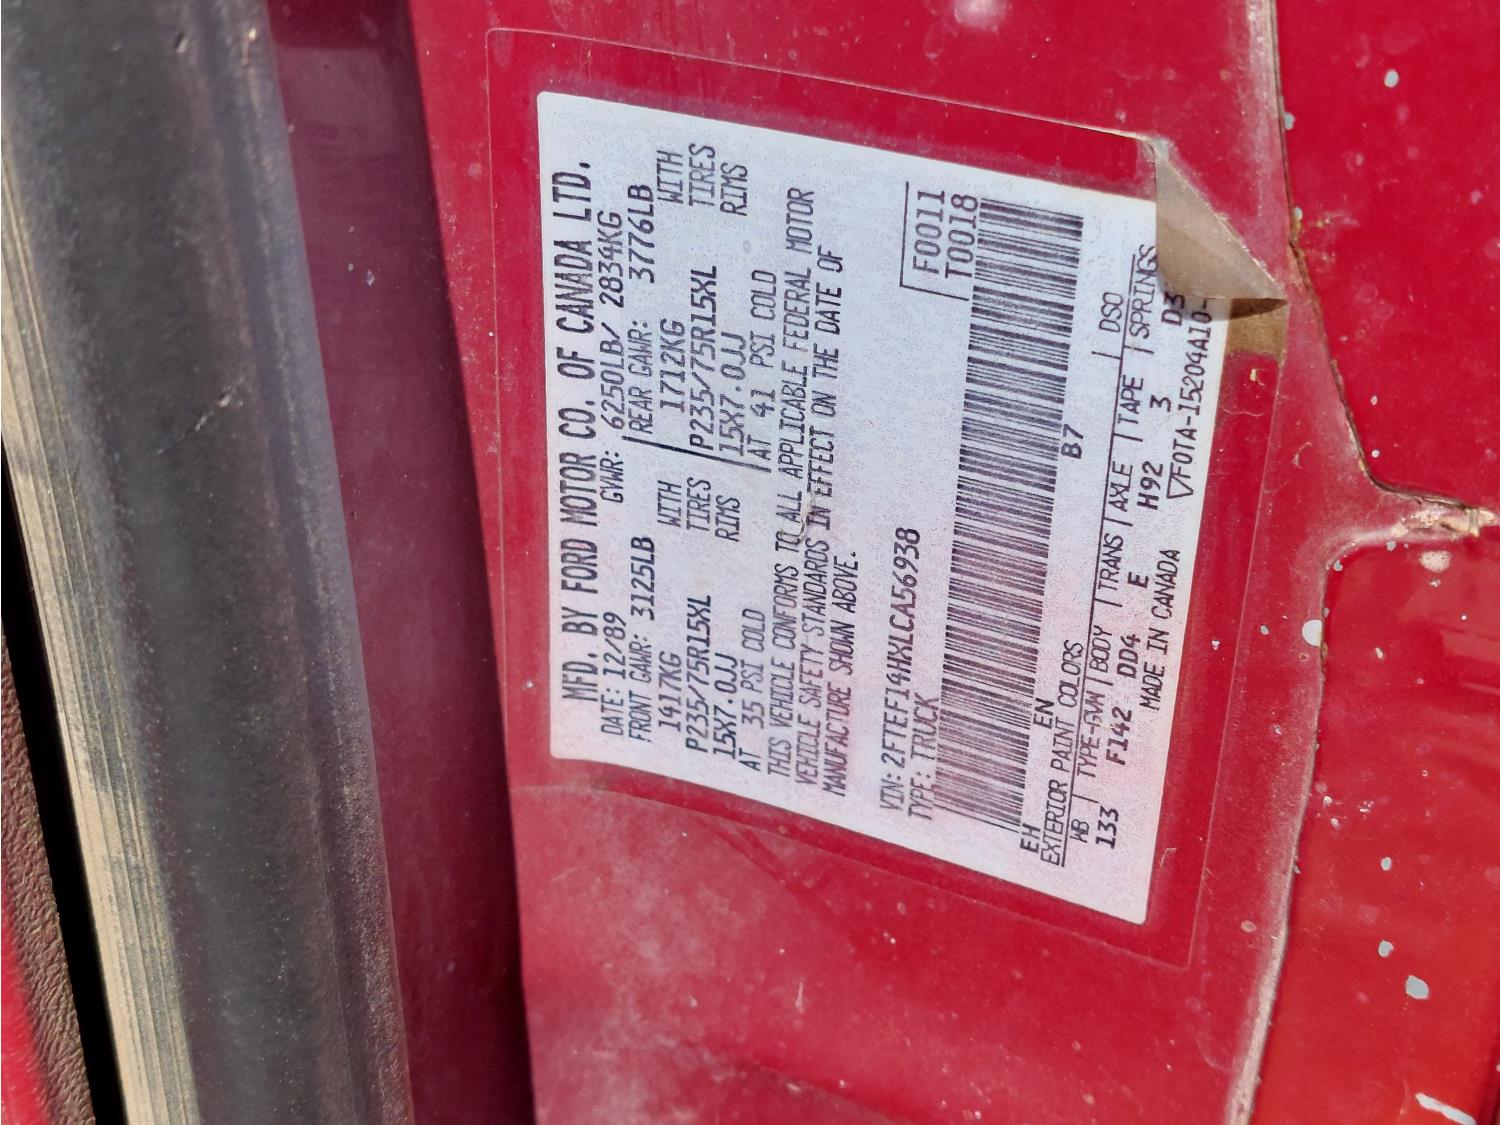 MFD. BY FORD MOTOR CO. OF CANADA LTD.
DATE: 12/89 GVWR: 6250LB/ 2834KG
FRONT GAWR: 3125LB REAR GAWR: 3776LB
1417KG WITH 1712KG WITH
P235/75R15XL TIRES P235/75R15XL TIRES
15X7.0JJ RIMS 15X7.0JJ RIMS
AT 35 PSI COLD AT 41 PSI COLD
THIS VEHICLE CONFORMS TO ALL APPLICABLE FEDERAL MOTOR
VEHICLE SAFETY STANDARDS IN EFFECT ON THE DATE OF
MANUFACTURE SHOWN ABOVE.
VIN: 2FTEF14HXLCA56938 F0011
TYPE: TRUCK T0018
EH EN B7
EXTERIOR PAINT COLORS DSO
WB TYPE-GVW BODY TRANS AXLE TAPE SPRINGS
133 F142 DD4 E H92 3
MADE IN CANADA F0TA-15204A10-